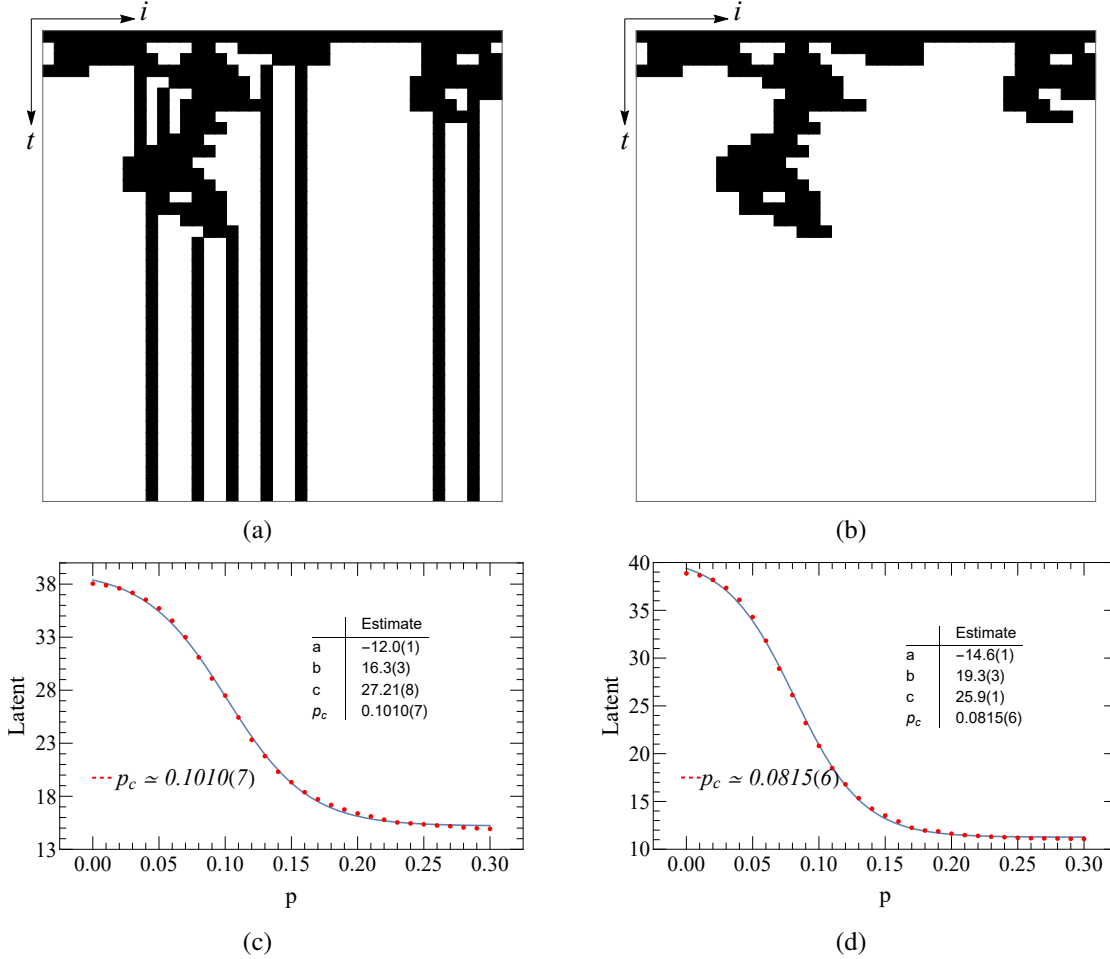 i
t
(a)
i
t
(b)
Latent
38
33
28
23
18
13
Estimate
a −12.0(1)
b 16.3(3)
c 27.21(8)
p_c 0.1010(7)
p_c ≃ 0.1010(7)
0.00 0.05 0.10 0.15 0.20 0.25 0.30
p
(c)
Latent
40
35
30
25
20
15
10
Estimate
a −14.6(1)
b 19.3(3)
c 25.9(1)
p_c 0.0815(6)
p_c ≃ 0.0815(6)
0.00 0.05 0.10 0.15 0.20 0.25 0.30
p
(d)